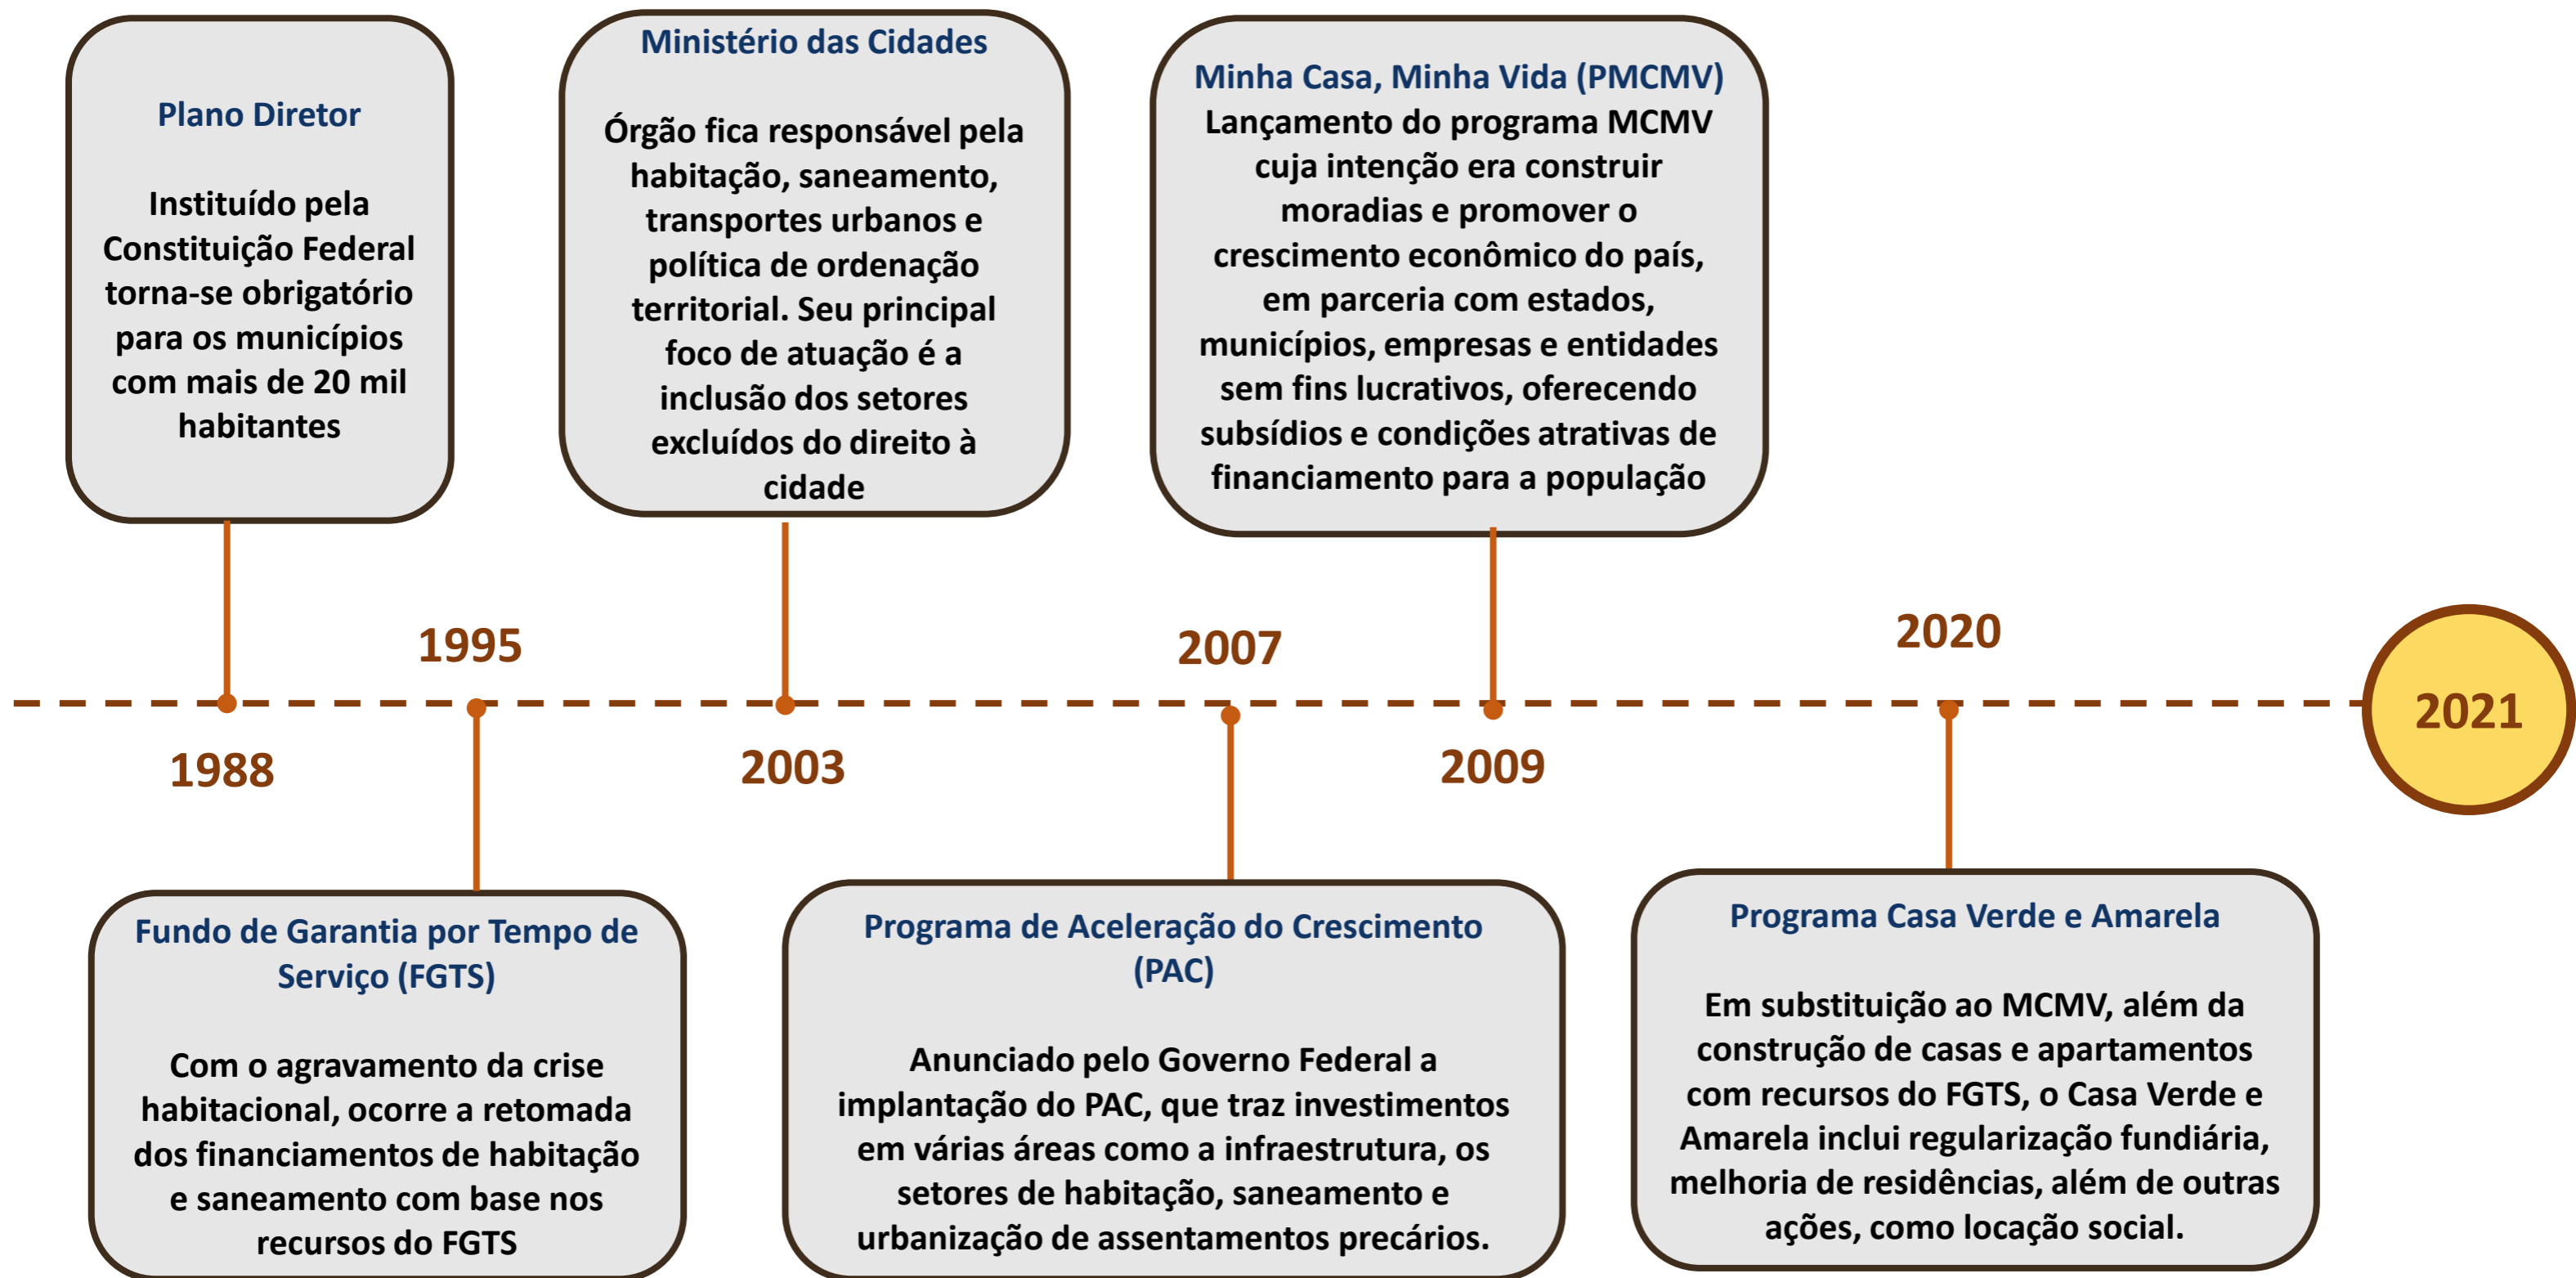 Plano Diretor
Instituído pela
Constituição Federal
torna-se obrigatório
para os municípios
com mais de 20 mil
habitantes
Ministério das Cidades
Órgão fica responsável pela
habitação, saneamento,
transportes urbanos e
política de ordenação
territorial. Seu principal
foco de atuação é a
inclusão dos setores
excluídos do direito à
cidade
Minha Casa, Minha Vida (PMCMV)
Lançamento do programa MCMV
cuja intenção era construir
moradias e promover o
crescimento econômico do país,
em parceria com estados,
municípios, empresas e entidades
sem fins lucrativos, oferecendo
subsídios e condições atrativas de
financiamento para a população
1995
2007
2020
2021
1988
2003
2009
Fundo de Garantia por Tempo de
Serviço (FGTS)
Com o agravamento da crise
habitacional, ocorre a retomada
dos financiamentos de habitação
e saneamento com base nos
recursos do FGTS
Programa de Aceleração do Crescimento
(PAC)
Anunciado pelo Governo Federal a
implantação do PAC, que traz investimentos
em várias áreas como a infraestrutura, os
setores de habitação, saneamento e
urbanização de assentamentos precários.
Programa Casa Verde e Amarela
Em substituição ao MCMV, além da
construção de casas e apartamentos
com recursos do FGTS, o Casa Verde e
Amarela inclui regularização fundiária,
melhoria de residências, além de outras
ações, como locação social.